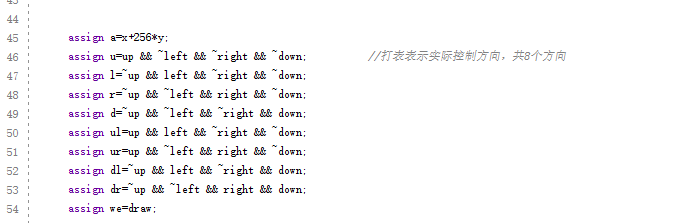 43
44
45 assign a=x+256*y;
46 assign u=up && ~left && ~right && ~down; //打表表示实际控制方向，共8个方向
47 assign l=~up && left && ~right && ~down;
48 assign r=~up && ~left && right && ~down;
49 assign d=~up && ~left && ~right && down;
50 assign ul=up && left && ~right && ~down;
51 assign ur=up && ~left && right && ~down;
52 assign dl=~up && left && ~right && down;
53 assign dr=~up && ~left && right && down;
54 assign we=draw;